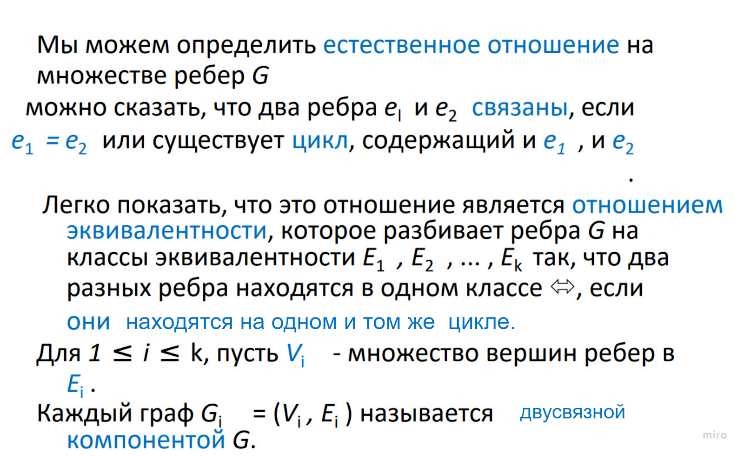 Мы можем определить естественное отношение на
множестве ребер G
можно сказать, что два ребра eₗ и e₂ связаны, если
e₁ = e₂ или существует цикл, содержащий и e₁ , и e₂
.
Легко показать, что это отношение является отношением
эквивалентности, которое разбивает ребра G на
классы эквивалентности E₁ , E₂ , ... , Eₖ так, что два
разных ребра находятся в одном классе ⬄, если
они находятся на одном и том же цикле.
Для 1 ≤ i ≤ k, пусть Vᵢ - множество вершин ребер в
Eᵢ .
Каждый граф Gᵢ = (Vᵢ , Eᵢ ) называется двусвязной
компонентой G.
miro